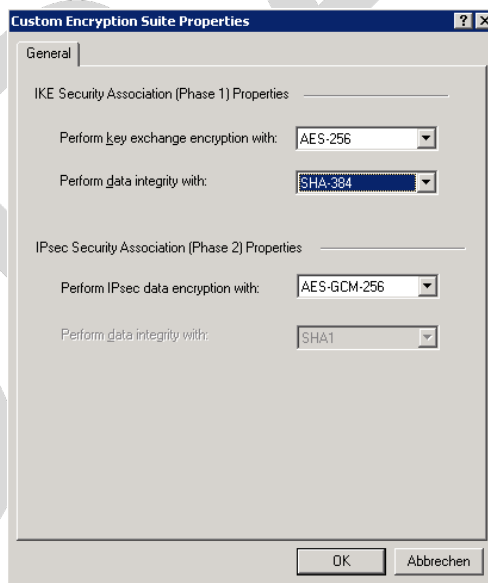 Custom Encryption Suite Properties
General
IKE Security Association (Phase 1) Properties
Perform key exchange encryption with: AES-256
Perform data integrity with: SHA-384
IPsec Security Association (Phase 2) Properties
Perform IPsec data encryption with: AES-GCM-256
Perform data integrity with: SHA1
OK Abbrechen